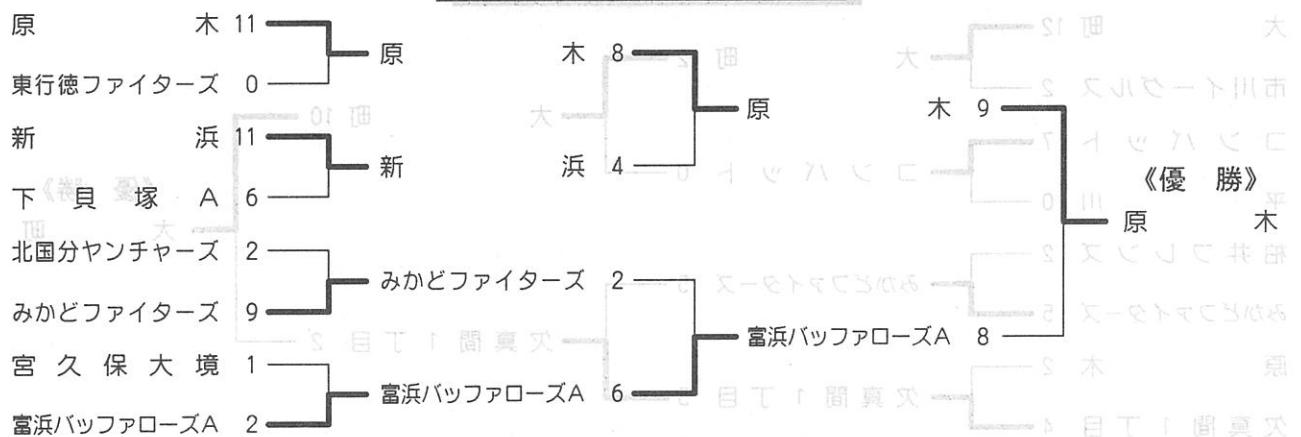 原木 11
東行徳ファイターズ 0
新浜 11
下貝塚A 6
北国分ヤンチャーズ 2
みかどファイターズ 9
宮久保大境 1
富浜バッファローズA 2
原木 8
新浜 4
みかどファイターズ 2
富浜バッファローズA 6
原木 9
富浜バッファローズA 8
《優勝》
原木